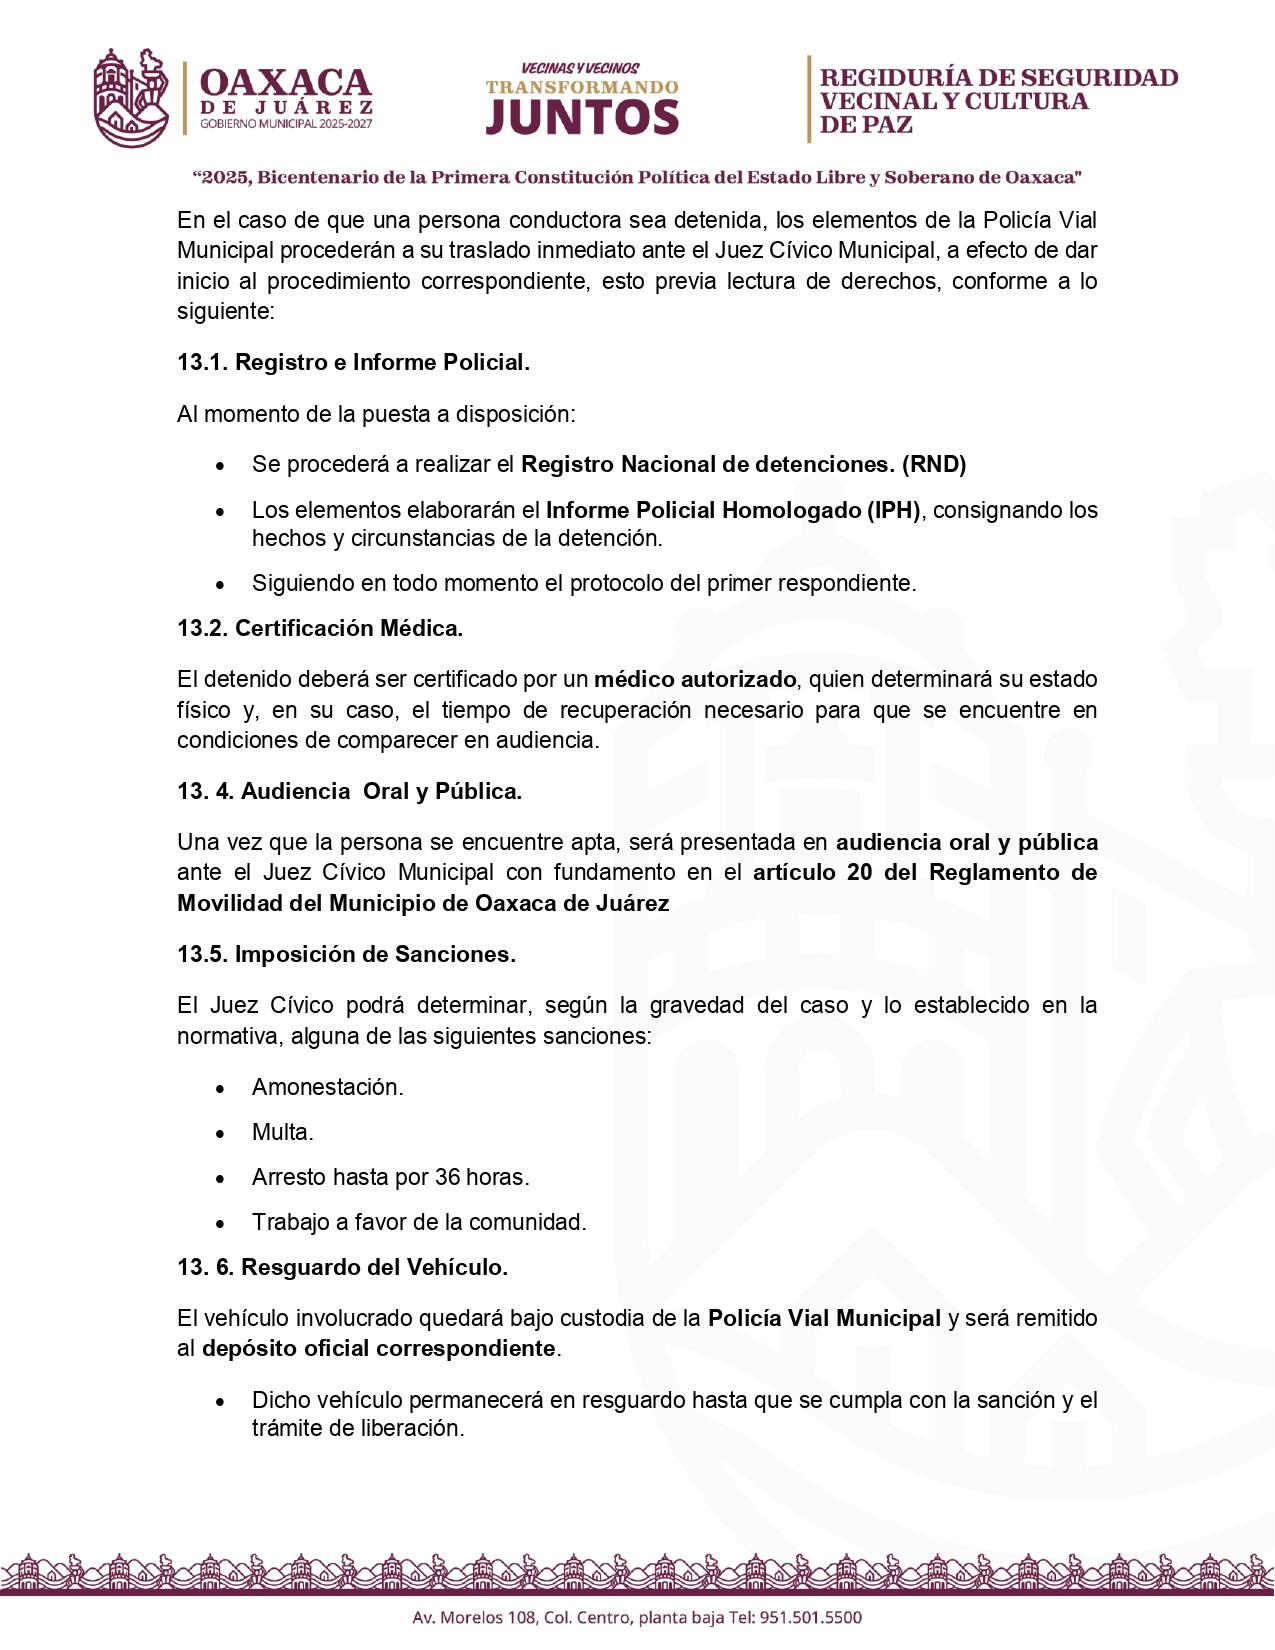 OAXACA
DE JUÁREZ
GOBIERNO MUNICIPAL 2025-2027
VECINAS Y VECINOS
TRANSFORMANDO
JUNTOS
REGIDURÍA DE SEGURIDAD
VECINAL Y CULTURA
DE PAZ
“2025, Bicentenario de la Primera Constitución Política del Estado Libre y Soberano de Oaxaca"
En el caso de que una persona conductora sea detenida, los elementos de la Policía Vial
Municipal procederán a su traslado inmediato ante el Juez Cívico Municipal, a efecto de dar
inicio al procedimiento correspondiente, esto previa lectura de derechos, conforme a lo
siguiente:
13.1. Registro e Informe Policial.
Al momento de la puesta a disposición:
• Se procederá a realizar el Registro Nacional de detenciones. (RND)
• Los elementos elaborarán el Informe Policial Homologado (IPH), consignando los
hechos y circunstancias de la detención.
• Siguiendo en todo momento el protocolo del primer respondiente.
13.2. Certificación Médica.
El detenido deberá ser certificado por un médico autorizado, quien determinará su estado
físico y, en su caso, el tiempo de recuperación necesario para que se encuentre en
condiciones de comparecer en audiencia.
13. 4. Audiencia  Oral y Pública.
Una vez que la persona se encuentre apta, será presentada en audiencia oral y pública
ante el Juez Cívico Municipal con fundamento en el artículo 20 del Reglamento de
Movilidad del Municipio de Oaxaca de Juárez
13.5. Imposición de Sanciones.
El Juez Cívico podrá determinar, según la gravedad del caso y lo establecido en la
normativa, alguna de las siguientes sanciones:
• Amonestación.
• Multa.
• Arresto hasta por 36 horas.
• Trabajo a favor de la comunidad.
13. 6. Resguardo del Vehículo.
El vehículo involucrado quedará bajo custodia de la Policía Vial Municipal y será remitido
al depósito oficial correspondiente.
• Dicho vehículo permanecerá en resguardo hasta que se cumpla con la sanción y el
trámite de liberación.
Av. Morelos 108, Col. Centro, planta baja Tel: 951.501.5500